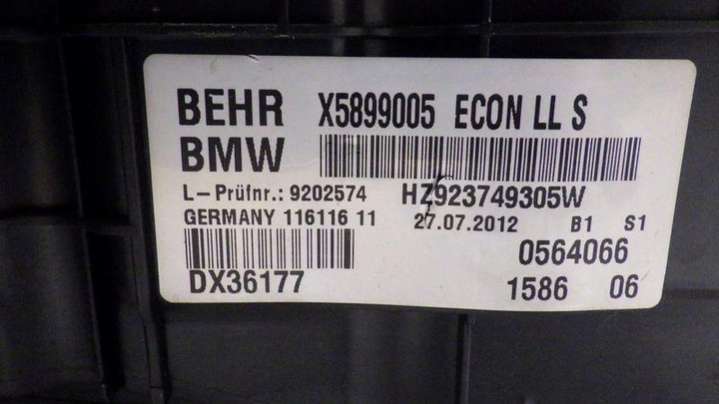 BEHR X5899005 ECON LL S
BMW
L-Prüfnr.: 9202574 HZ923749305W
GERMANY 116116 11 27.07.2012 B1 S1
0564066
DX36177 1586 06